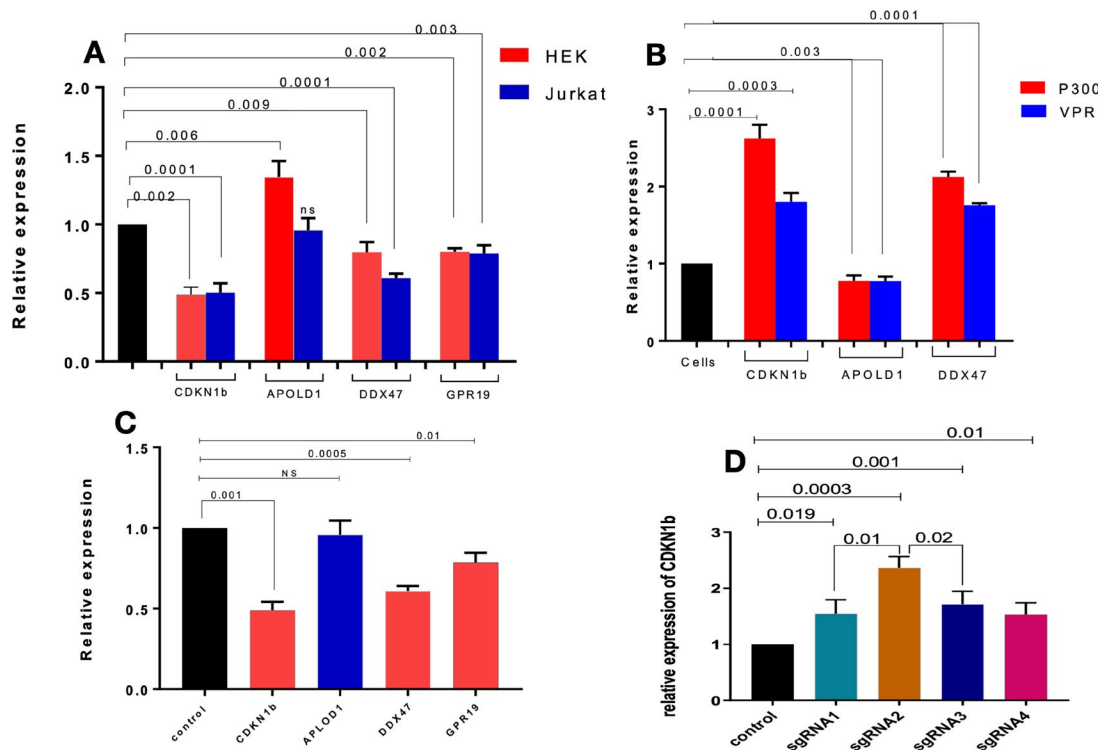 A
0.003
0.002
0.0001
0.009
0.006
0.0001
0.002
HEK
Jurkat
Relative expression
2.0
1.5
1.0
0.5
0.0
ns
CDKN1b
APOLD1
DDX47
GPR19
B
0.0001
0.003
0.0003
0.0001
P300
VPR
Relative expression
3
2
1
0
Cells
CDKN1b
APOLD1
DDX47
C
0.01
0.0005
NS
0.001
Relative expression
1.5
1.0
0.5
0.0
control
CDKN1b
APLOD1
DDX47
GPR19
D
0.01
0.001
0.0003
0.019
0.01
0.02
relative expression of CDKN1b
3
2
1
0
control
sgRNA1
sgRNA2
sgRNA3
sgRNA4